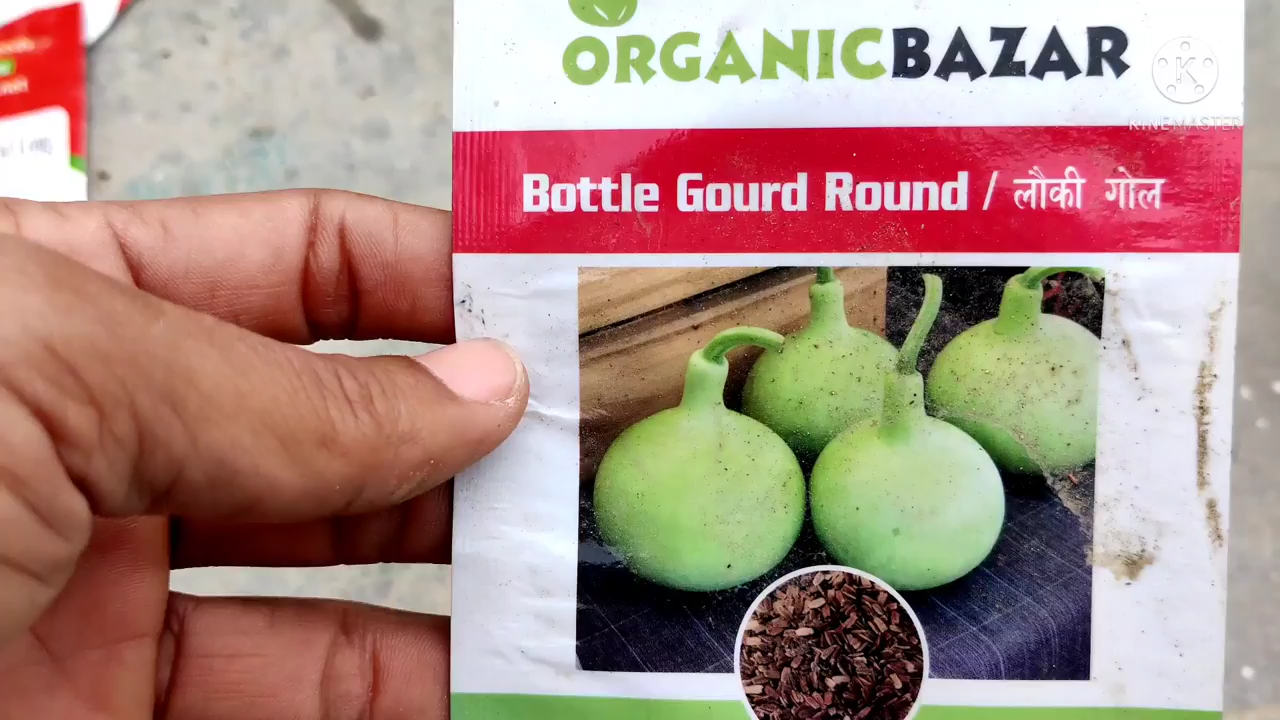 ORGANICBAZAR
K
KINEMASTER
Bottle Gourd Round / लौकी गोल